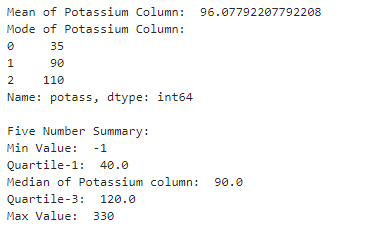 Mean of Potassium Column:  96.07792207792208
Mode of Potassium Column:
0     35
1     90
2    110
Name: potass, dtype: int64

Five Number Summary:
Min Value:  -1
Quartile-1:  40.0
Median of Potassium column:  90.0
Quartile-3:  120.0
Max Value:  330